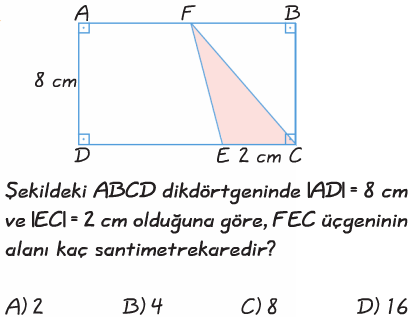 A F B
8 cm
D E 2 cm C
Şekildeki ABCD dikdörtgeninde |AD| = 8 cm
ve |EC| = 2 cm olduğuna göre, FEC üçgeninin
alanı kaç santimetrekaredir?
A) 2 B) 4 C) 8 D) 16